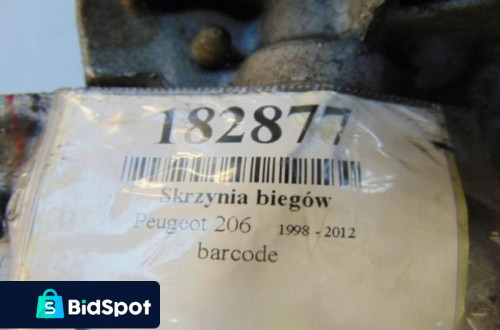 182877
Skrzynia biegów
Peugeot 206 1998 - 2012
barcode
BidSpot